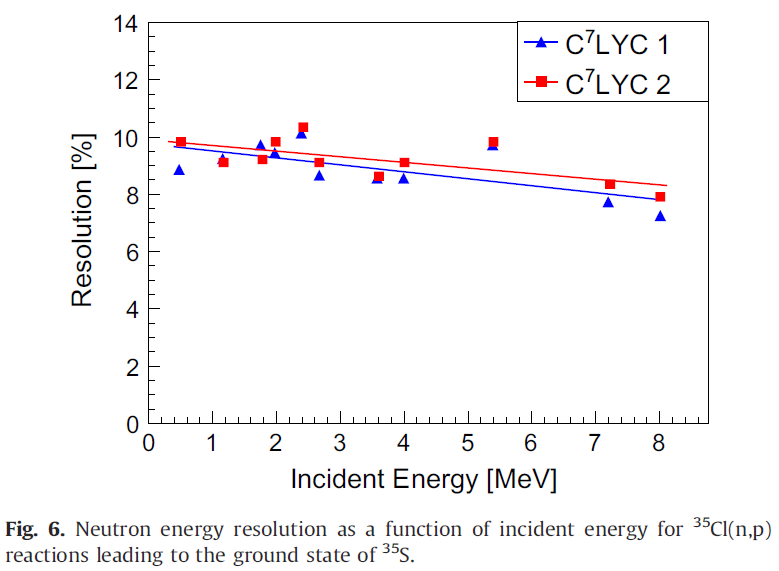 14
12
10
8
6
4
2
0
Resolution [%]
C⁷LYC 1
C⁷LYC 2
0 1 2 3 4 5 6 7 8
Incident Energy [MeV]
Fig. 6. Neutron energy resolution as a function of incident energy for ³⁵Cl(n,p)
reactions leading to the ground state of ³⁵S.